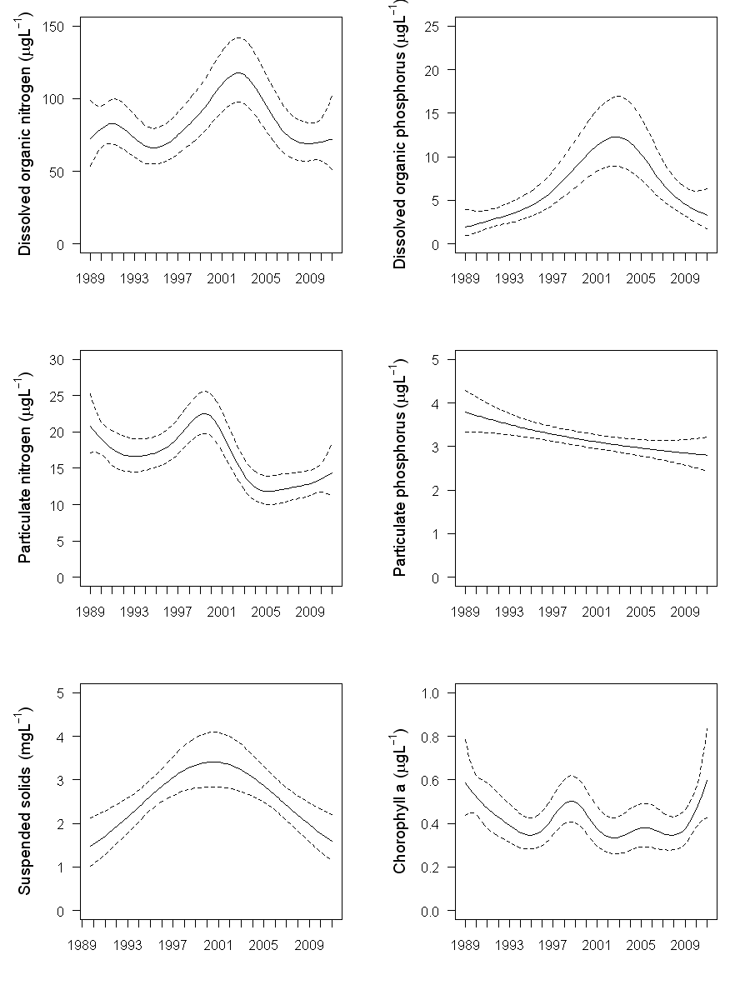 Dissolved organic nitrogen (μgL⁻¹)
150
100
50
0
1989 1993 1997 2001 2005 2009
Dissolved organic phosphorus (μgL⁻¹)
25
20
15
10
5
0
1989 1993 1997 2001 2005 2009
Particulate nitrogen (μgL⁻¹)
30
25
20
15
10
5
0
1989 1993 1997 2001 2005 2009
Particulate phosphorus (μgL⁻¹)
5
4
3
2
1
0
1989 1993 1997 2001 2005 2009
Suspended solids (mgL⁻¹)
5
4
3
2
1
0
1989 1993 1997 2001 2005 2009
Chorophyll a (μgL⁻¹)
1.0
0.8
0.6
0.4
0.2
0.0
1989 1993 1997 2001 2005 2009